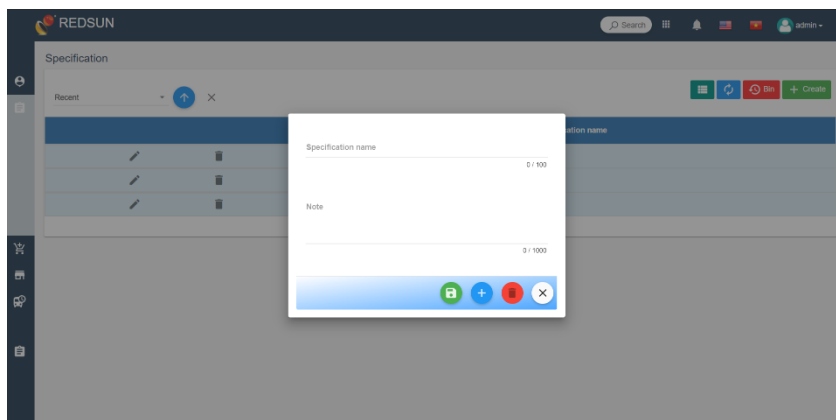 REDSUN
Search
admin
Specification
Recent
Bin
Create
ation name
Specification name
0 / 100
Note
0 / 1000